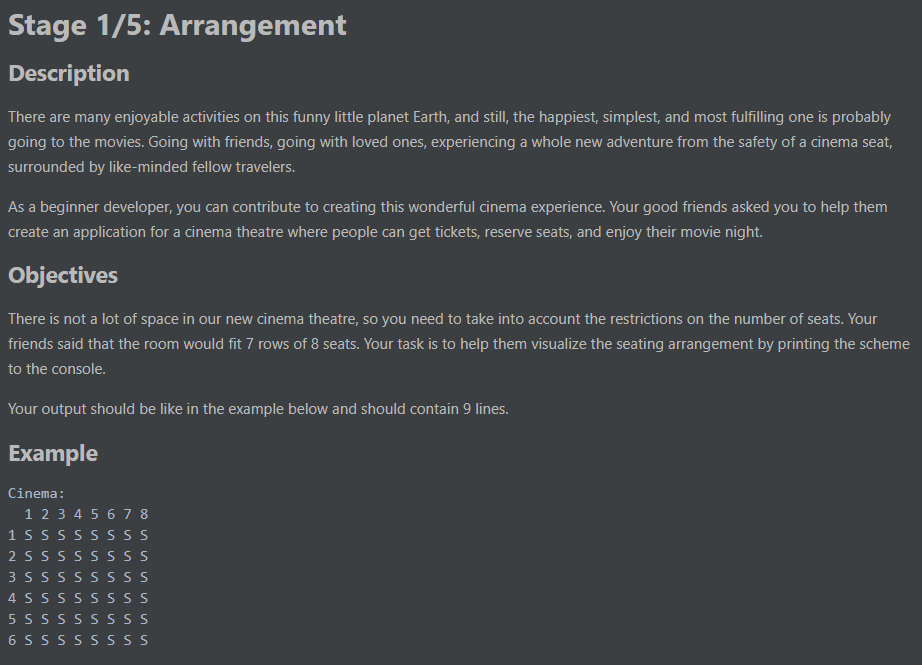 Stage 1/5: Arrangement
Description
There are many enjoyable activities on this funny little planet Earth, and still, the happiest, simplest, and most fulfilling one is probably
going to the movies. Going with friends, going with loved ones, experiencing a whole new adventure from the safety of a cinema seat,
surrounded by like-minded fellow travelers.
As a beginner developer, you can contribute to creating this wonderful cinema experience. Your good friends asked you to help them
create an application for a cinema theatre where people can get tickets, reserve seats, and enjoy their movie night.
Objectives
There is not a lot of space in our new cinema theatre, so you need to take into account the restrictions on the number of seats. Your
friends said that the room would fit 7 rows of 8 seats. Your task is to help them visualize the seating arrangement by printing the scheme
to the console.
Your output should be like in the example below and should contain 9 lines.
Example
Cinema:
  1 2 3 4 5 6 7 8
1 S S S S S S S S
2 S S S S S S S S
3 S S S S S S S S
4 S S S S S S S S
5 S S S S S S S S
6 S S S S S S S S